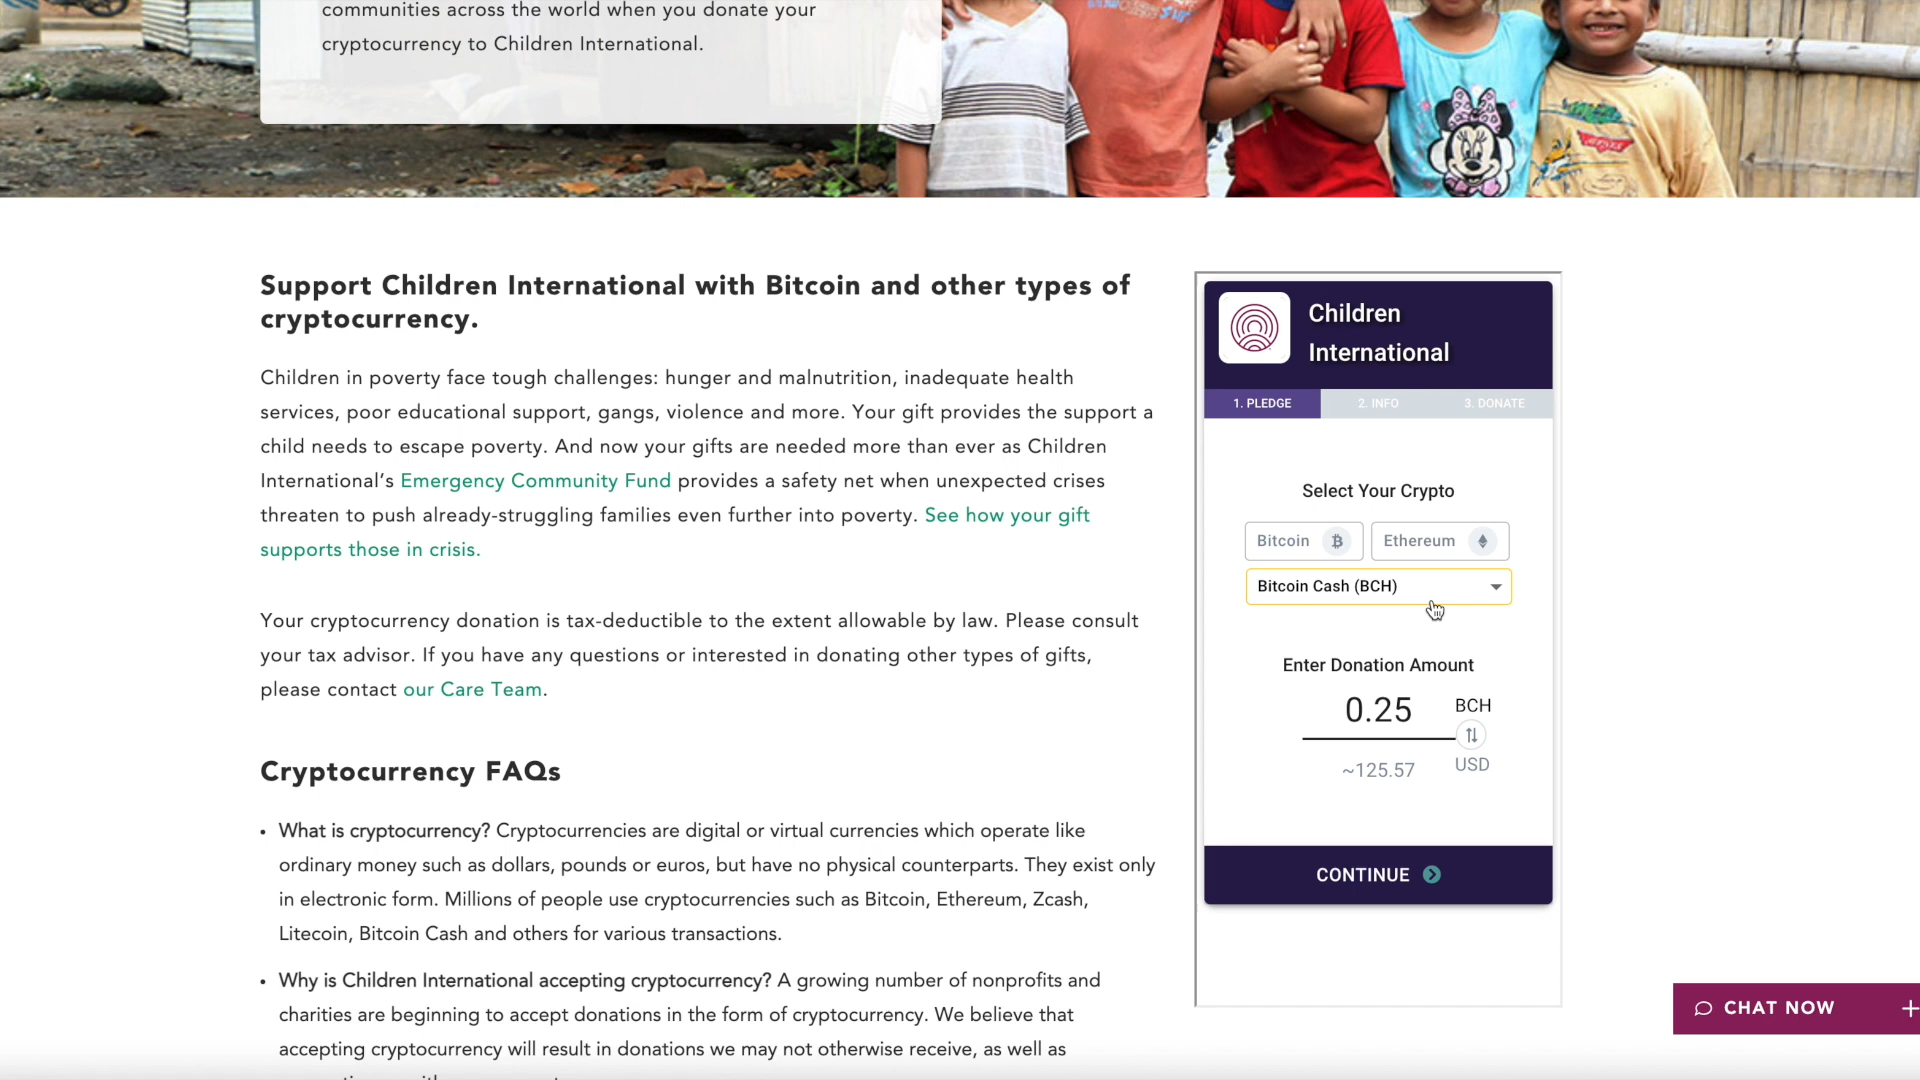 communities across the world when you donate your
cryptocurrency to Children International.
Support Children International with Bitcoin and other types of
cryptocurrency.
Children in poverty face tough challenges: hunger and malnutrition, inadequate health
services, poor educational support, gangs, violence and more. Your gift provides the support a
child needs to escape poverty. And now your gifts are needed more than ever as Children
International’s Emergency Community Fund provides a safety net when unexpected crises
threaten to push already-struggling families even further into poverty. See how your gift
supports those in crisis.
Your cryptocurrency donation is tax-deductible to the extent allowable by law. Please consult
your tax advisor. If you have any questions or interested in donating other types of gifts,
please contact our Care Team.
Cryptocurrency FAQs
• What is cryptocurrency? Cryptocurrencies are digital or virtual currencies which operate like
ordinary money such as dollars, pounds or euros, but have no physical counterparts. They exist only
in electronic form. Millions of people use cryptocurrencies such as Bitcoin, Ethereum, Zcash,
Litecoin, Bitcoin Cash and others for various transactions.
• Why is Children International accepting cryptocurrency? A growing number of nonprofits and
charities are beginning to accept donations in the form of cryptocurrency. We believe that
accepting cryptocurrency will result in donations we may not otherwise receive, as well as
Children
International
1. PLEDGE 2. INFO 3. DONATE
Select Your Crypto
Bitcoin Ethereum
Bitcoin Cash (BCH)
Enter Donation Amount
0.25 BCH
~125.57 USD
CONTINUE
CHAT NOW +